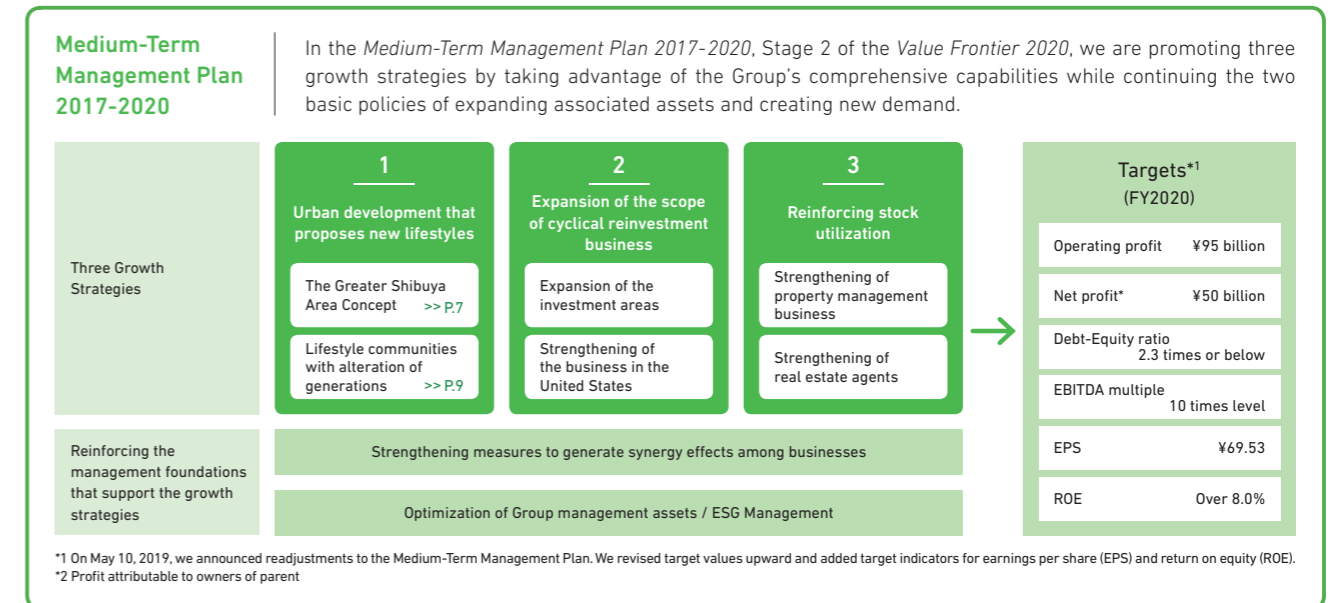 Medium-Term
Management Plan
2017-2020
In the Medium-Term Management Plan 2017-2020, Stage 2 of the Value Frontier 2020, we are promoting three
growth strategies by taking advantage of the Group's comprehensive capabilities while continuing the two
basic policies of expanding associated assets and creating new demand.
Three Growth
Strategies
1
Urban development that
proposes new lifestyles
The Greater Shibuya
Area Concept >> P.7
Lifestyle communities
with alteration of
generations >> P.9
2
Expansion of the scope
of cyclical reinvestment
business
Expansion of the
investment areas
Strengthening of
the business in the
United States
3
Reinforcing stock
utilization
Strengthening of
property management
business
Strengthening of
real estate agents
Targets*1
(FY2020)
Operating profit ¥95 billion
Net profit* ¥50 billion
Debt-Equity ratio
2.3 times or below
EBITDA multiple
10 times level
EPS ¥69.53
ROE Over 8.0%
Reinforcing the
management foundations
that support the growth
strategies
Strengthening measures to generate synergy effects among businesses
Optimization of Group management assets / ESG Management
*1 On May 10, 2019, we announced readjustments to the Medium-Term Management Plan. We revised target values upward and added target indicators for earnings per share (EPS) and return on equity (ROE).
*2 Profit attributable to owners of parent